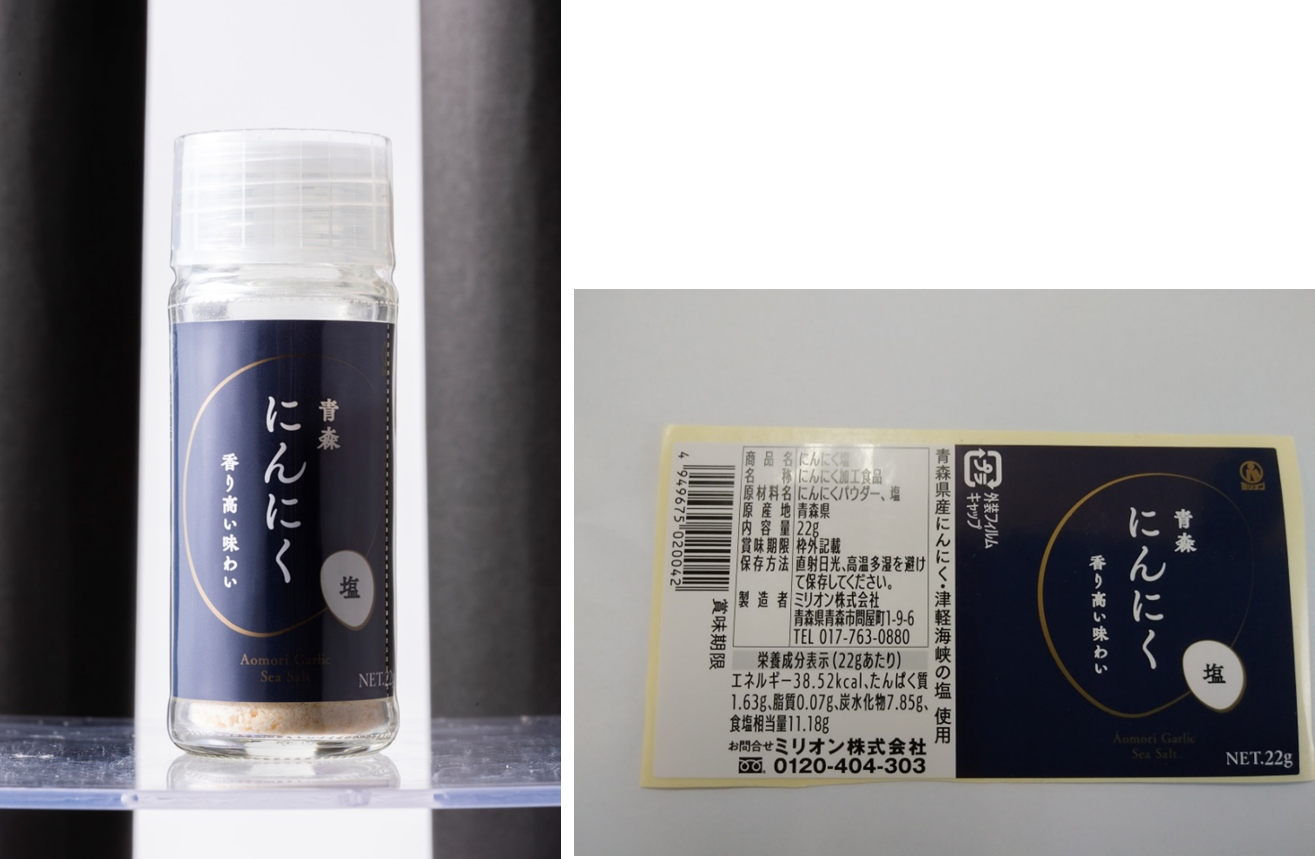 青森
にんにく
香り高い味わい
塩
Aomori Garlic
Sea Salt
NET.2
4 949675 020042
賞味期限
商品名 にんにく塩
名称 にんにく加工食品
原材料名 にんにくパウダー、塩
原産地 青森県
内容量 22g
賞味期限 枠外記載
保存方法 直射日光、高温多湿を避け
て保存してください。
製造者 ミリオン株式会社
青森県青森市問屋町1-9-6
TEL 017-763-0880
栄養成分表示(22gあたり)
エネルギー38.52kcal、たんぱく質
1.63g、脂質0.07g、炭水化物7.85g、
食塩相当量11.18g
お問合せ ミリオン株式会社
0120-404-303
青森県産にんにく・津軽海峡の塩 使用
プラ
外装フィルム
キャップ
青森
にんにく
香り高い味わい
塩
Aomori Garlic
Sea Salt
NET.22g